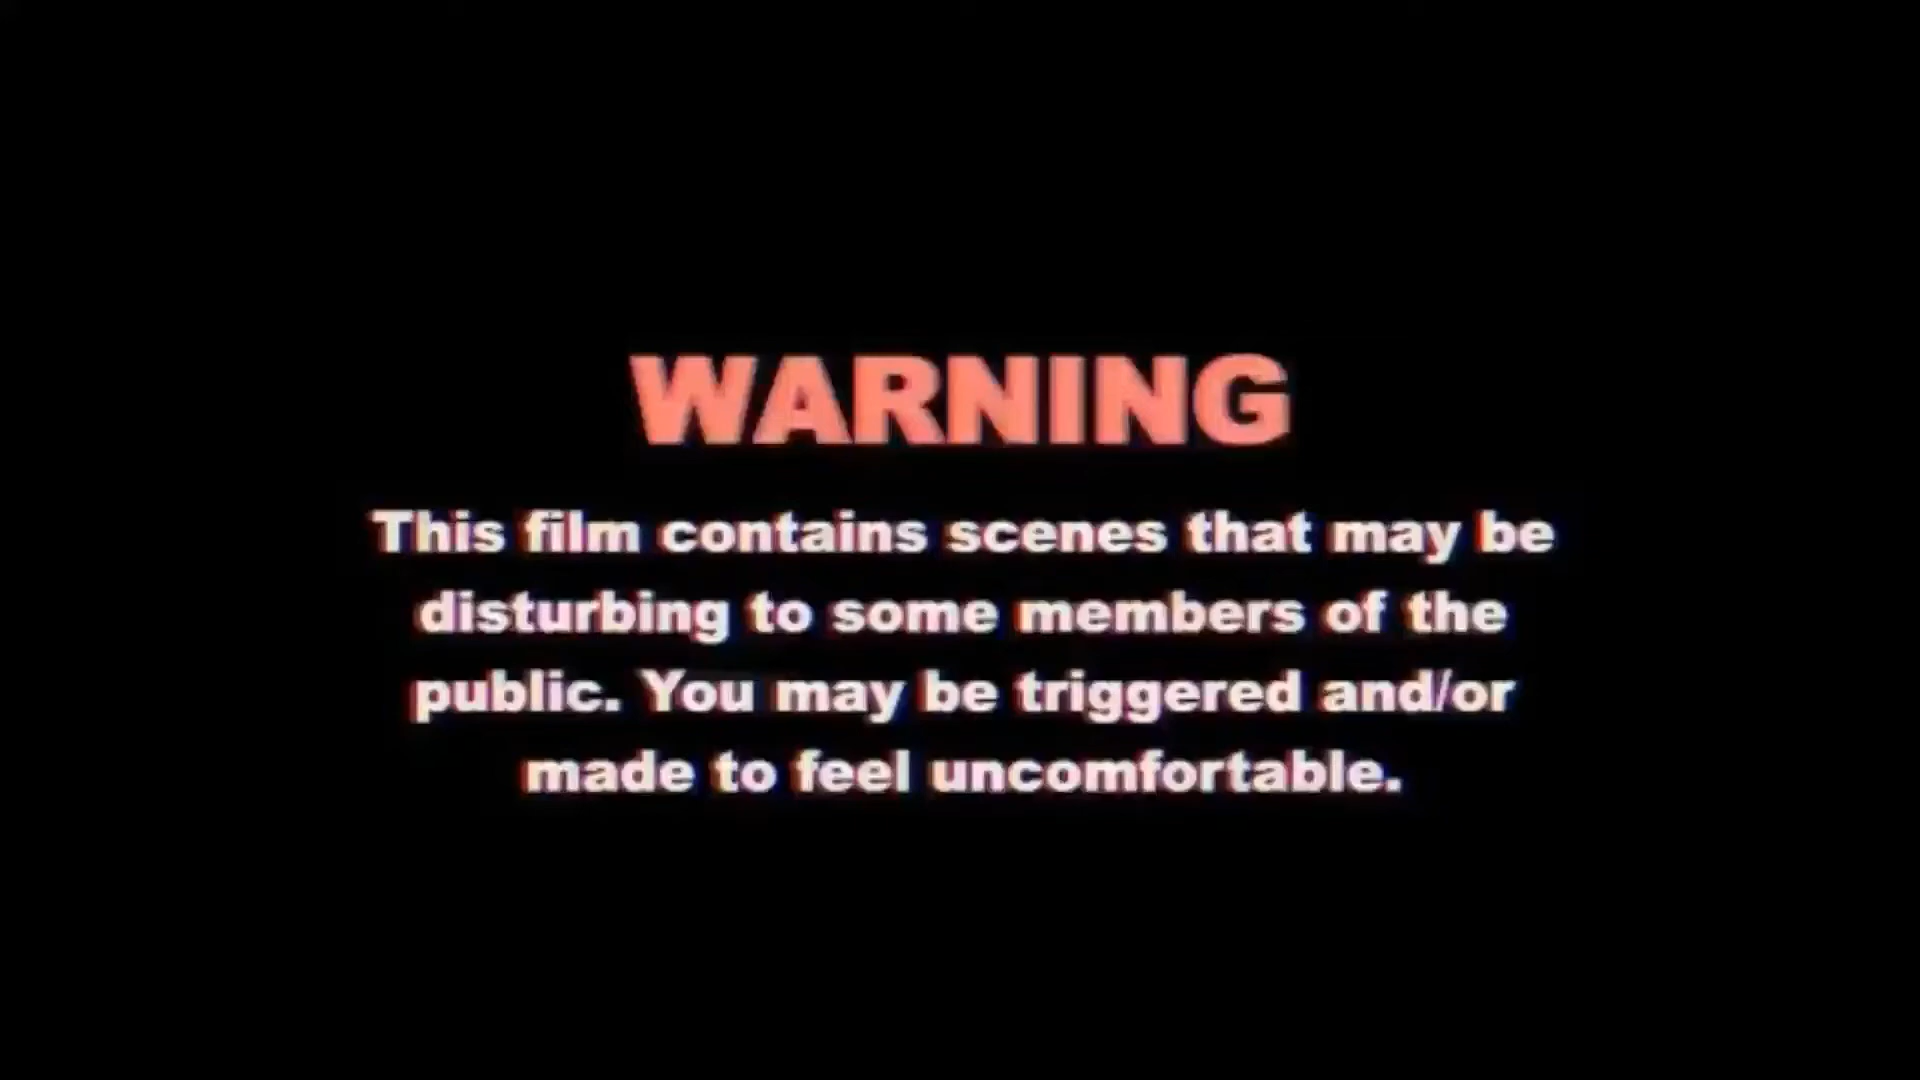 WARNING
This film contains scenes that may be
disturbing to some members of the
public. You may be triggered and/or
made to feel uncomfortable.